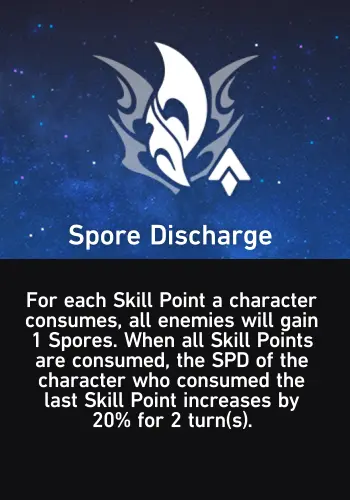 Spore Discharge
For each Skill Point a character
consumes, all enemies will gain
1 Spores. When all Skill Points
are consumed, the SPD of the
character who consumed the
last Skill Point increases by
20% for 2 turn(s).